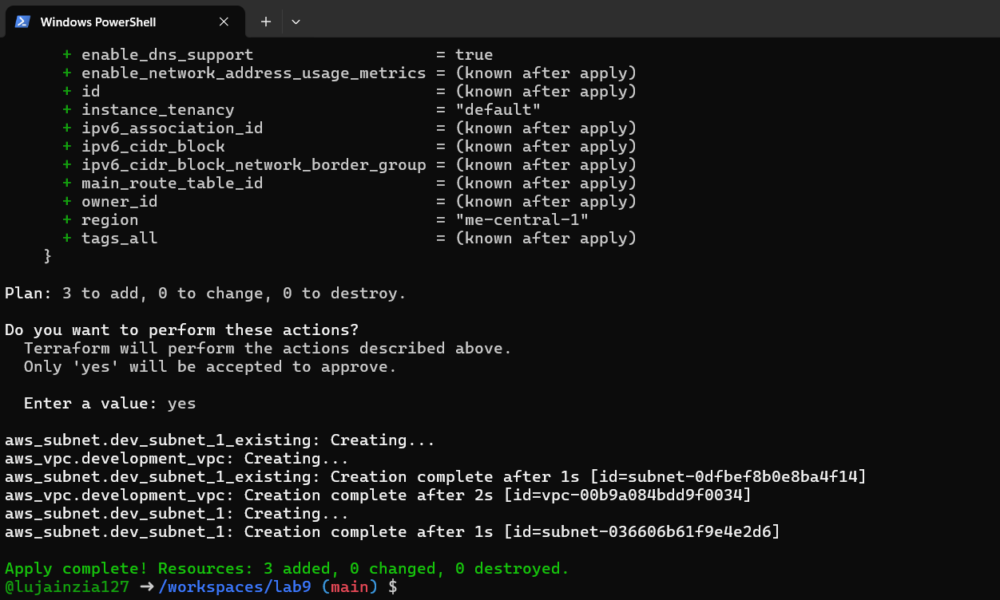 Windows PowerShell
+ enable_dns_support = true
+ enable_network_address_usage_metrics = (known after apply)
+ id = (known after apply)
+ instance_tenancy = "default"
+ ipv6_association_id = (known after apply)
+ ipv6_cidr_block = (known after apply)
+ ipv6_cidr_block_network_border_group = (known after apply)
+ main_route_table_id = (known after apply)
+ owner_id = (known after apply)
+ region = "me-central-1"
+ tags_all = (known after apply)
}
Plan: 3 to add, 0 to change, 0 to destroy.
Do you want to perform these actions?
Terraform will perform the actions described above.
Only 'yes' will be accepted to approve.
Enter a value: yes
aws_subnet.dev_subnet_1_existing: Creating...
aws_vpc.development_vpc: Creating...
aws_subnet.dev_subnet_1_existing: Creation complete after 1s [id=subnet-0dfbef8b0e8ba4f14]
aws_vpc.development_vpc: Creation complete after 2s [id=vpc-00b9a084bdd9f0034]
aws_subnet.dev_subnet_1: Creating...
aws_subnet.dev_subnet_1: Creation complete after 1s [id=subnet-036606b61f9e4e2d6]
Apply complete! Resources: 3 added, 0 changed, 0 destroyed.
@lujainzia127 ➜ /workspaces/lab9 (main) $